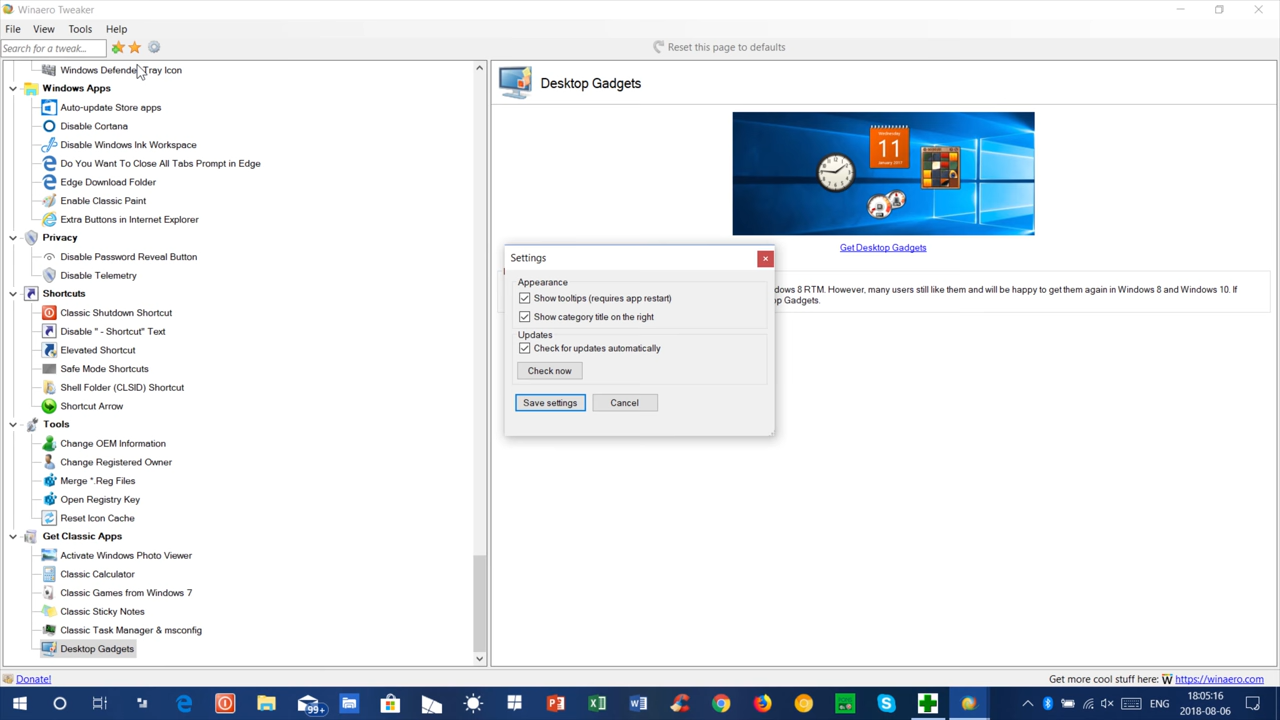 Winaero Tweaker
File View Tools Help
Search for a tweak...
Reset this page to defaults
Windows Defender Tray Icon
Windows Apps
Auto-update Store apps
Disable Cortana
Disable Windows Ink Workspace
Do You Want To Close All Tabs Prompt in Edge
Edge Download Folder
Enable Classic Paint
Extra Buttons in Internet Explorer
Privacy
Disable Password Reveal Button
Disable Telemetry
Shortcuts
Classic Shutdown Shortcut
Disable " - Shortcut" Text
Elevated Shortcut
Safe Mode Shortcuts
Shell Folder (CLSID) Shortcut
Shortcut Arrow
Tools
Change OEM Information
Change Registered Owner
Merge *.Reg Files
Open Registry Key
Reset Icon Cache
Get Classic Apps
Activate Windows Photo Viewer
Classic Calculator
Classic Games from Windows 7
Classic Sticky Notes
Classic Task Manager & msconfig
Desktop Gadgets
Desktop Gadgets
Wednesday
11
January 2017
Get Desktop Gadgets
dows 8 RTM. However, many users still like them and will be happy to get them again in Windows 8 and Windows 10. If
p Gadgets.
Settings
Appearance
Show tooltips (requires app restart)
Show category title on the right
Updates
Check for updates automatically
Check now
Save settings
Cancel
Donate!
Get more cool stuff here: W https://winaero.com
99+
ENG
18:05:16
2018-08-06